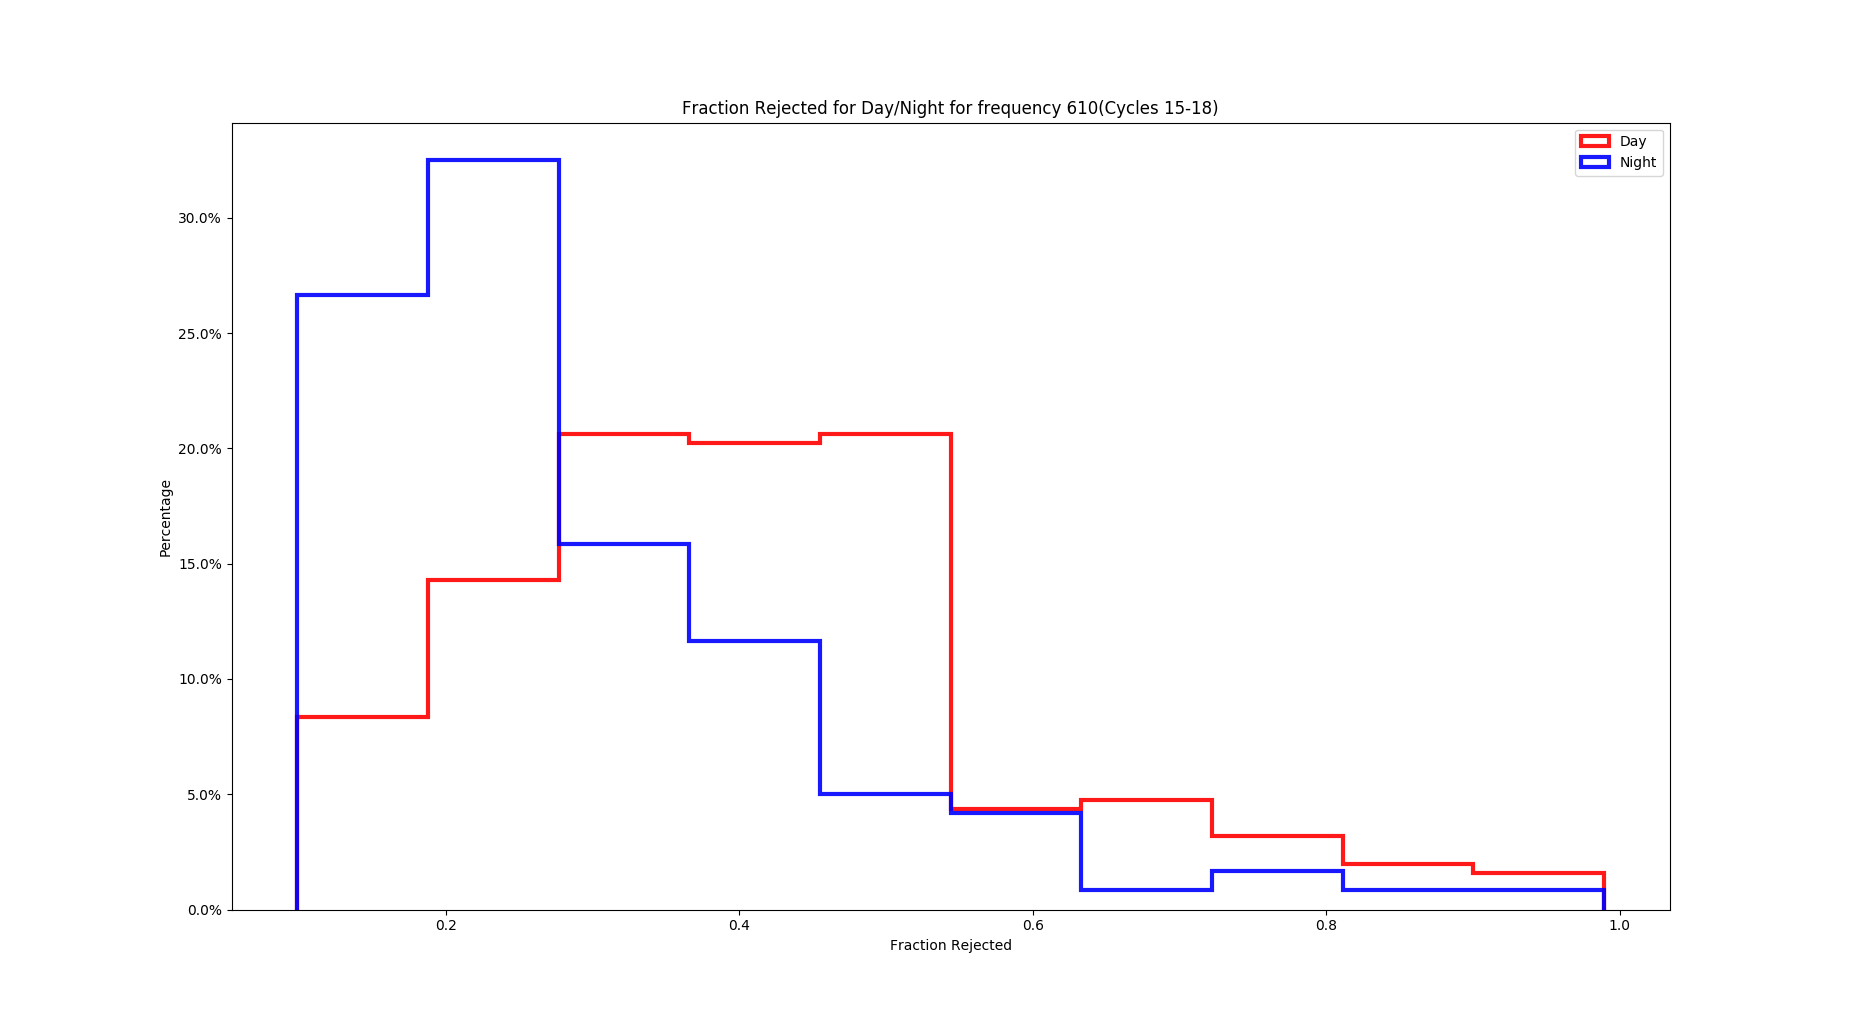 Fraction Rejected for Day/Night for frequency 610(Cycles 15-18)
Day
Night
30.0%
25.0%
20.0%
15.0%
10.0%
5.0%
0.0%
Percentage
0.2 0.4 0.6 0.8 1.0
Fraction Rejected